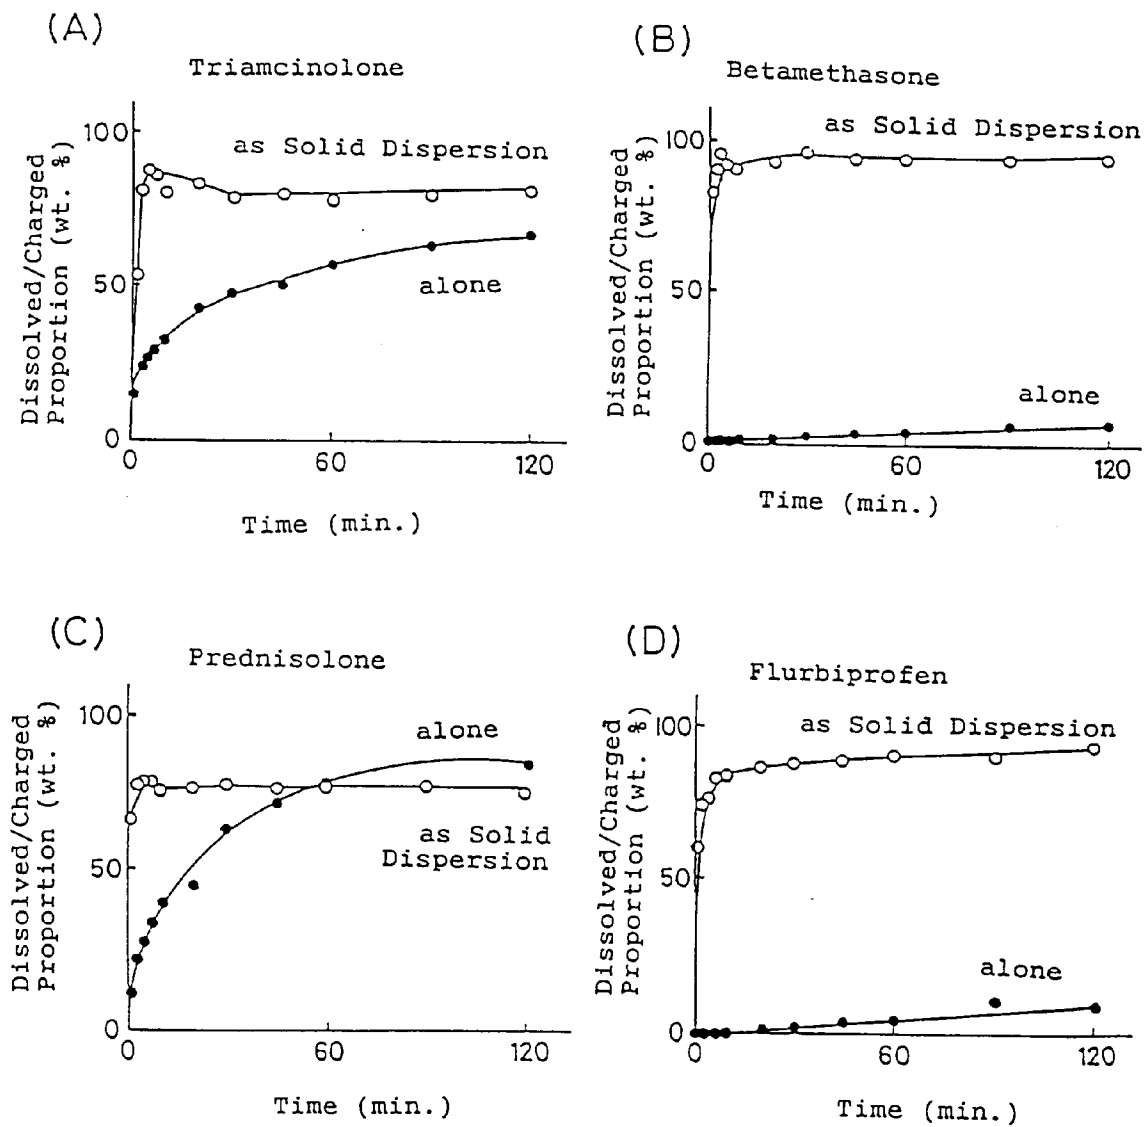 (A)
Triamcinolone
Dissolved/Charged
Proportion (wt. %)
100
50
0
as Solid Dispersion
alone
0
60
120
Time (min.)
(B)
Betamethasone
Dissolved/Charged
Proportion (wt. %)
100
50
0
as Solid Dispersion
alone
0
60
120
Time (min.)
(C)
Prednisolone
Dissolved/Charged
Proportion (wt. %)
100
50
0
alone
as Solid
Dispersion
0
60
120
Time (min.)
(D)
Flurbiprofen
Dissolved/Charged
Proportion (wt. %)
100
50
0
as Solid Dispersion
alone
0
60
120
Time (min.)